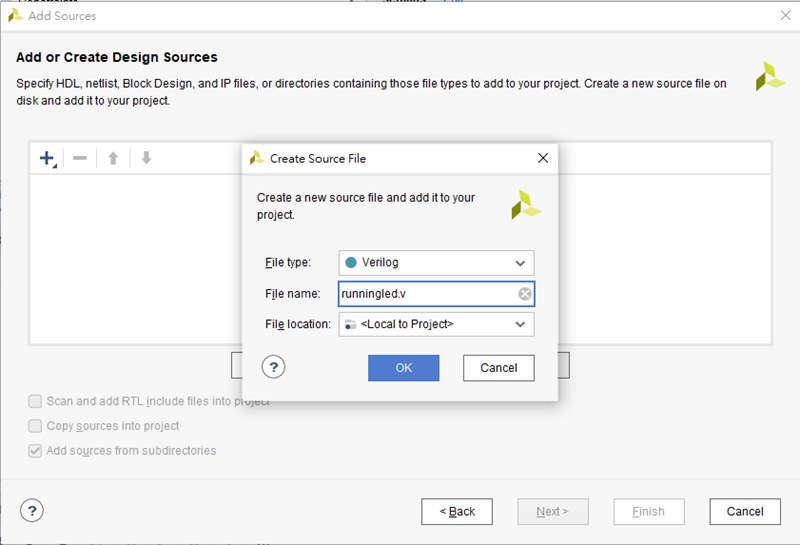 Add Sources
Add or Create Design Sources
Specify HDL, netlist, Block Design, and IP files, or directories containing those file types to add to your project. Create a new source file on
disk and add it to your project.
Create Source File
Create a new source file and add it to your
project.
File type:
Verilog
File name:
runningled.v
File location:
<Local to Project>
?
OK
Cancel
Scan and add RTL include files into project
Copy sources into project
Add sources from subdirectories
?
< Back
Next >
Finish
Cancel